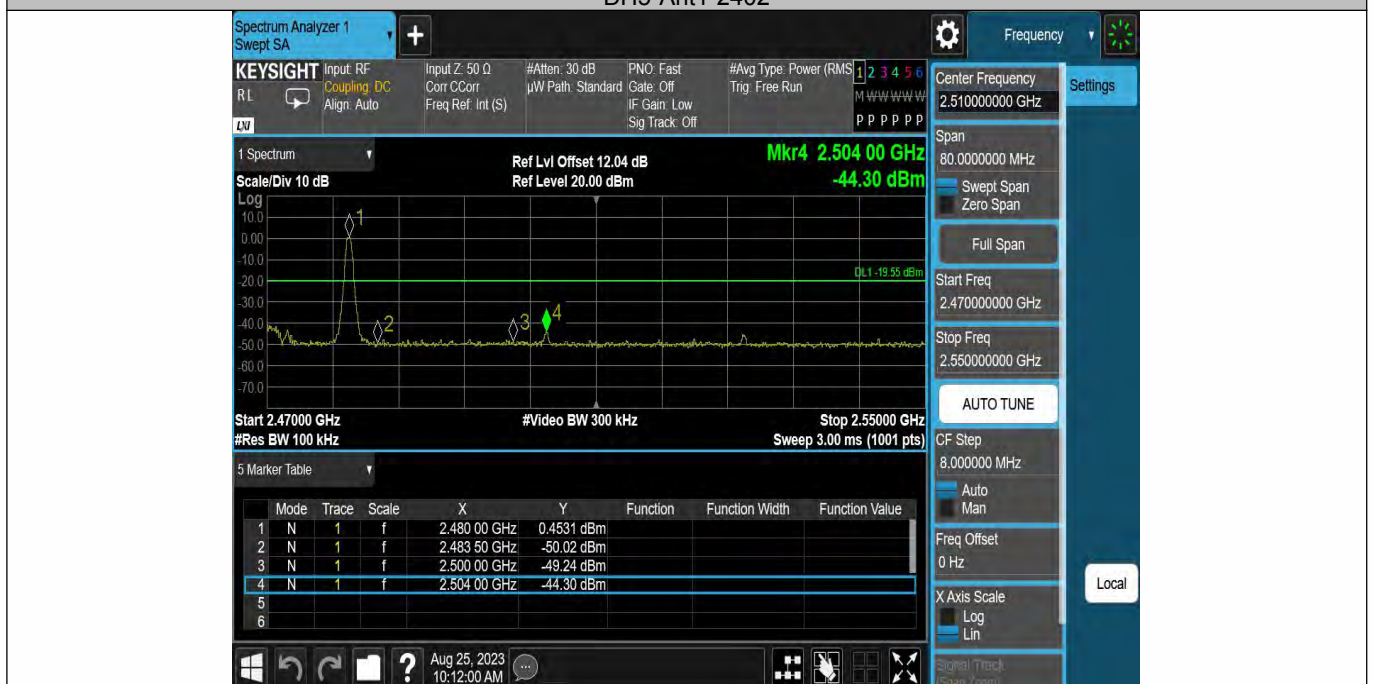 DH5-Ant1-2402
Spectrum Analyzer 1
Swept SA
Frequency
KEYSIGHT
Input: RF
Coupling: DC
Align: Auto
Input Z: 50 Ω
Corr CCorr
Freq Ref: Int (S)
#Atten: 30 dB
µW Path: Standard
PNO: Fast
Gate: Off
IF Gain: Low
Sig Track: Off
#Avg Type: Power (RMS
Trig: Free Run
1 2 3 4 5 6
M W W W W W
P P P P P P
R L
LXI
Center Frequency
2.510000000 GHz
Settings
1 Spectrum
Ref Lvl Offset 12.04 dB
Mkr4 2.504 00 GHz
Scale/Div 10 dB
Ref Level 20.00 dBm
-44.30 dBm
Log
10.0
0.00
-10.0
-20.0
-30.0
-40.0
-50.0
-60.0
-70.0
1
2
3
4
DL1 -19.55 dBm
Start 2.47000 GHz
#Video BW 300 kHz
Stop 2.55000 GHz
#Res BW 100 kHz
Sweep 3.00 ms (1001 pts)
Span
80.0000000 MHz
Swept Span
Zero Span
Full Span
Start Freq
2.470000000 GHz
Stop Freq
2.550000000 GHz
AUTO TUNE
CF Step
8.000000 MHz
Auto
Man
Freq Offset
0 Hz
X Axis Scale
Log
Lin
Signal Track
(Span Zoom)
Local
5 Marker Table
Mode Trace Scale X Y Function Function Width Function Value
1 N 1 f 2.480 00 GHz 0.4531 dBm
2 N 1 f 2.483 50 GHz -50.02 dBm
3 N 1 f 2.500 00 GHz -49.24 dBm
4 N 1 f 2.504 00 GHz -44.30 dBm
5
6
?
Aug 25, 2023
10:12:00 AM